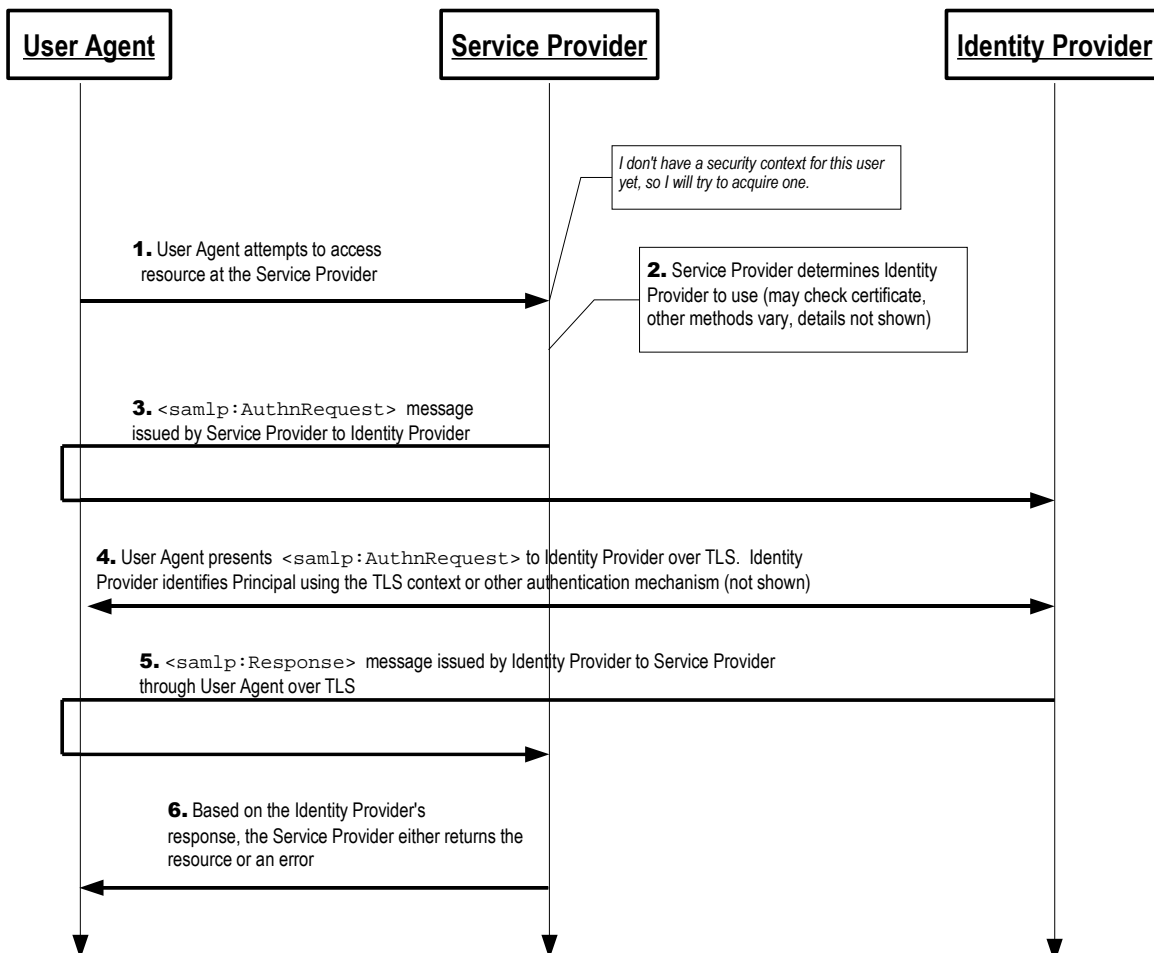 User Agent
Service Provider
Identity Provider
I don't have a security context for this user
yet, so I will try to acquire one.
1. User Agent attempts to access
resource at the Service Provider
2. Service Provider determines Identity
Provider to use (may check certificate,
other methods vary, details not shown)
3. <samlp:AuthnRequest> message
issued by Service Provider to Identity Provider
4. User Agent presents <samlp:AuthnRequest> to Identity Provider over TLS. Identity
Provider identifies Principal using the TLS context or other authentication mechanism (not shown)
5. <samlp:Response> message issued by Identity Provider to Service Provider
through User Agent over TLS
6. Based on the Identity Provider's
response, the Service Provider either returns the
resource or an error